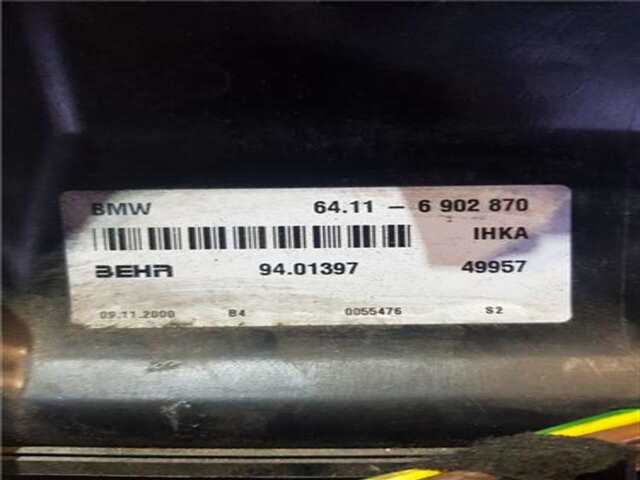 BMW 64.11 - 6 902 870
IHKA
BEHR 94.01397 49957
09.11.2000 B4 0055476 S2